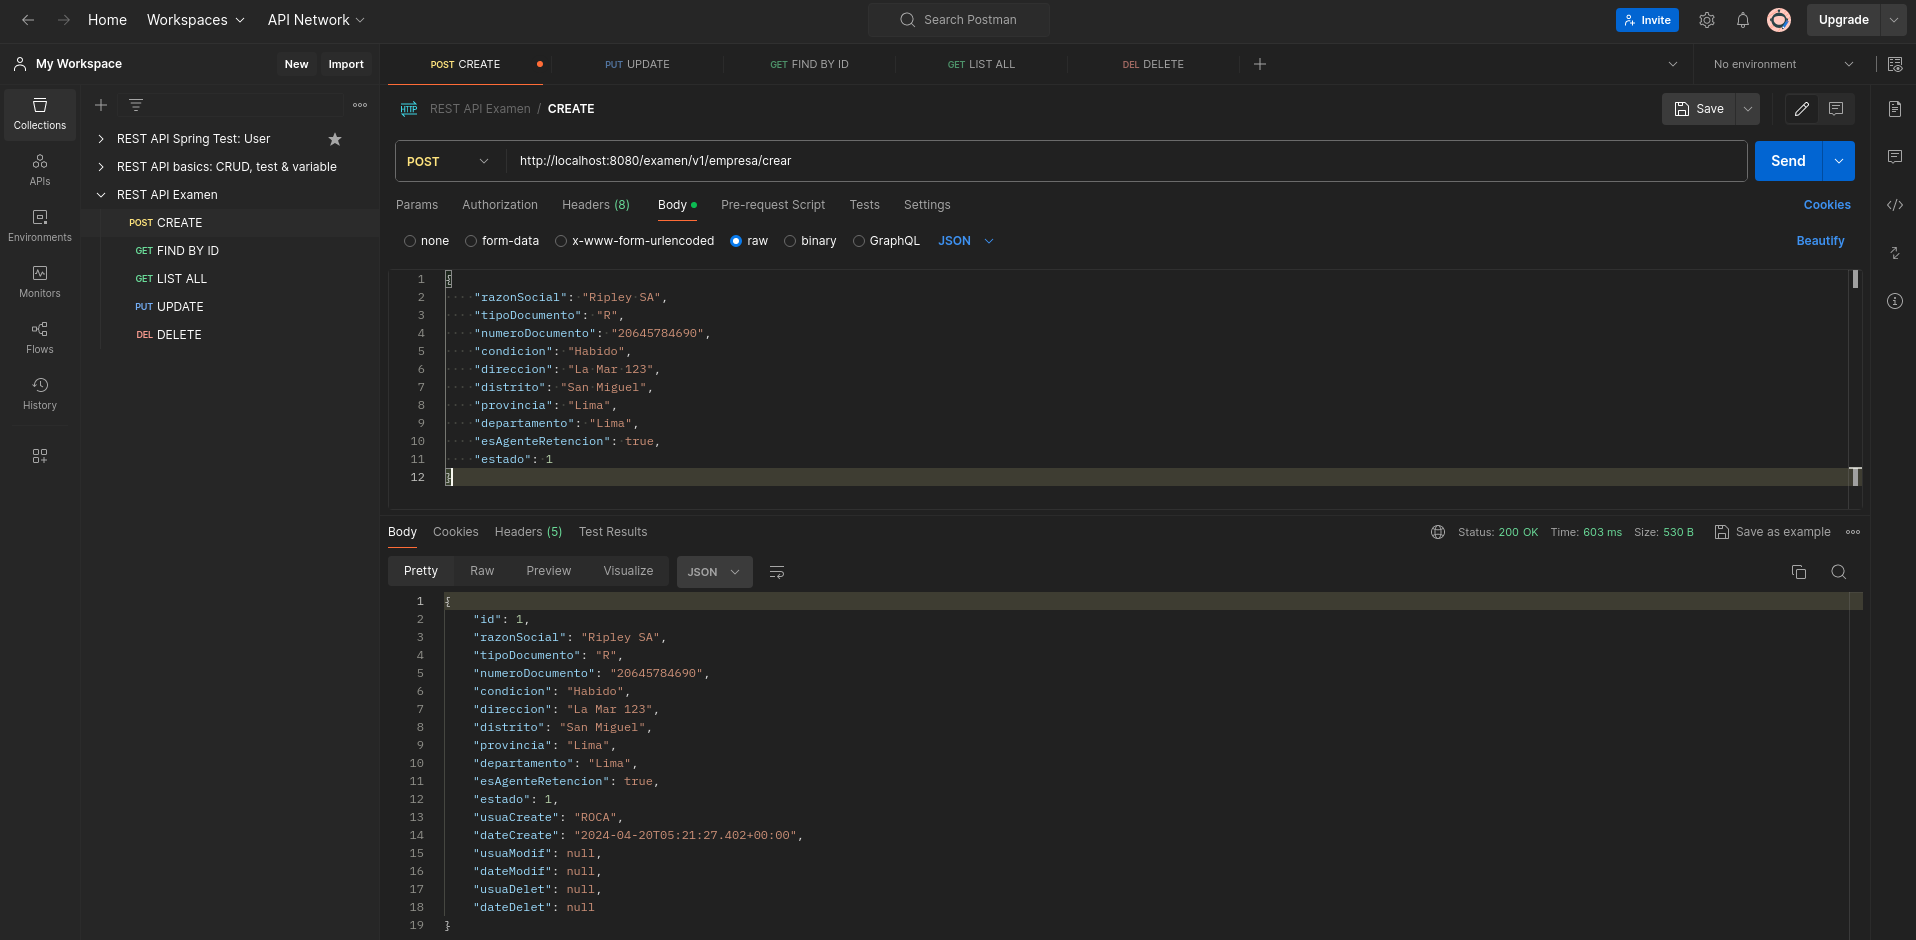 Home Workspaces API Network Search Postman Invite Upgrade
My Workspace New Import
POST CREATE PUT UPDATE GET FIND BY ID GET LIST ALL DEL DELETE No environment
Collections
APIs
Environments
Monitors
Flows
History
REST API Spring Test: User
REST API basics: CRUD, test & variable
REST API Examen
POST CREATE
GET FIND BY ID
GET LIST ALL
PUT UPDATE
DEL DELETE
HTTP REST API Examen / CREATE Save
POST http://localhost:8080/examen/v1/empresa/crear Send
Params Authorization Headers (8) Body Pre-request Script Tests Settings Cookies
none form-data x-www-form-urlencoded raw binary GraphQL JSON Beautify
1 {
2 "razonSocial": "Ripley SA",
3 "tipoDocumento": "R",
4 "numeroDocumento": "20645784690",
5 "condicion": "Habido",
6 "direccion": "La Mar 123",
7 "distrito": "San Miguel",
8 "provincia": "Lima",
9 "departamento": "Lima",
10 "esAgenteRetencion": true,
11 "estado": 1
12 }
Body Cookies Headers (5) Test Results Status: 200 OK Time: 603 ms Size: 530 B Save as example
Pretty Raw Preview Visualize JSON
1 {
2 "id": 1,
3 "razonSocial": "Ripley SA",
4 "tipoDocumento": "R",
5 "numeroDocumento": "20645784690",
6 "condicion": "Habido",
7 "direccion": "La Mar 123",
8 "distrito": "San Miguel",
9 "provincia": "Lima",
10 "departamento": "Lima",
11 "esAgenteRetencion": true,
12 "estado": 1,
13 "usuaCreate": "ROCA",
14 "dateCreate": "2024-04-20T05:21:27.402+00:00",
15 "usuaModif": null,
16 "dateModif": null,
17 "usuaDelet": null,
18 "dateDelet": null
19 }